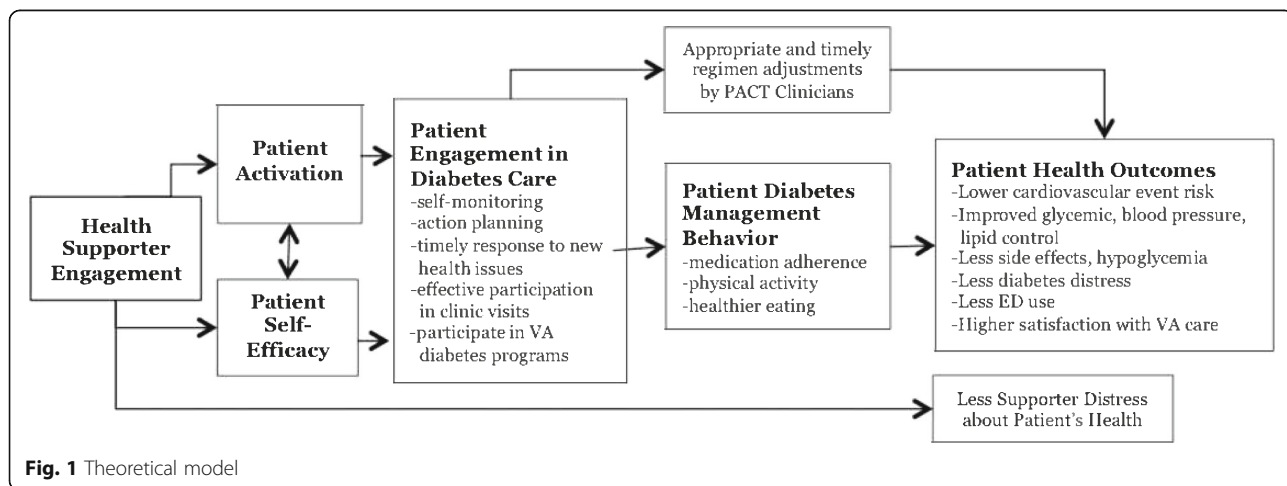 Health
Supporter
Engagement
Patient
Activation
Patient
Self-
Efficacy
Patient
Engagement in
Diabetes Care
-self-monitoring
-action planning
-timely response to new
health issues
-effective participation
in clinic visits
-participate in VA
diabetes programs
Appropriate and timely
regimen adjustments
by PACT Clinicians
Patient Diabetes
Management
Behavior
-medication adherence
-physical activity
-healthier eating
Patient Health Outcomes
-Lower cardiovascular event risk
-Improved glycemic, blood pressure,
lipid control
-Less side effects, hypoglycemia
-Less diabetes distress
-Less ED use
-Higher satisfaction with VA care
Less Supporter Distress
about Patient's Health
Fig. 1 Theoretical model